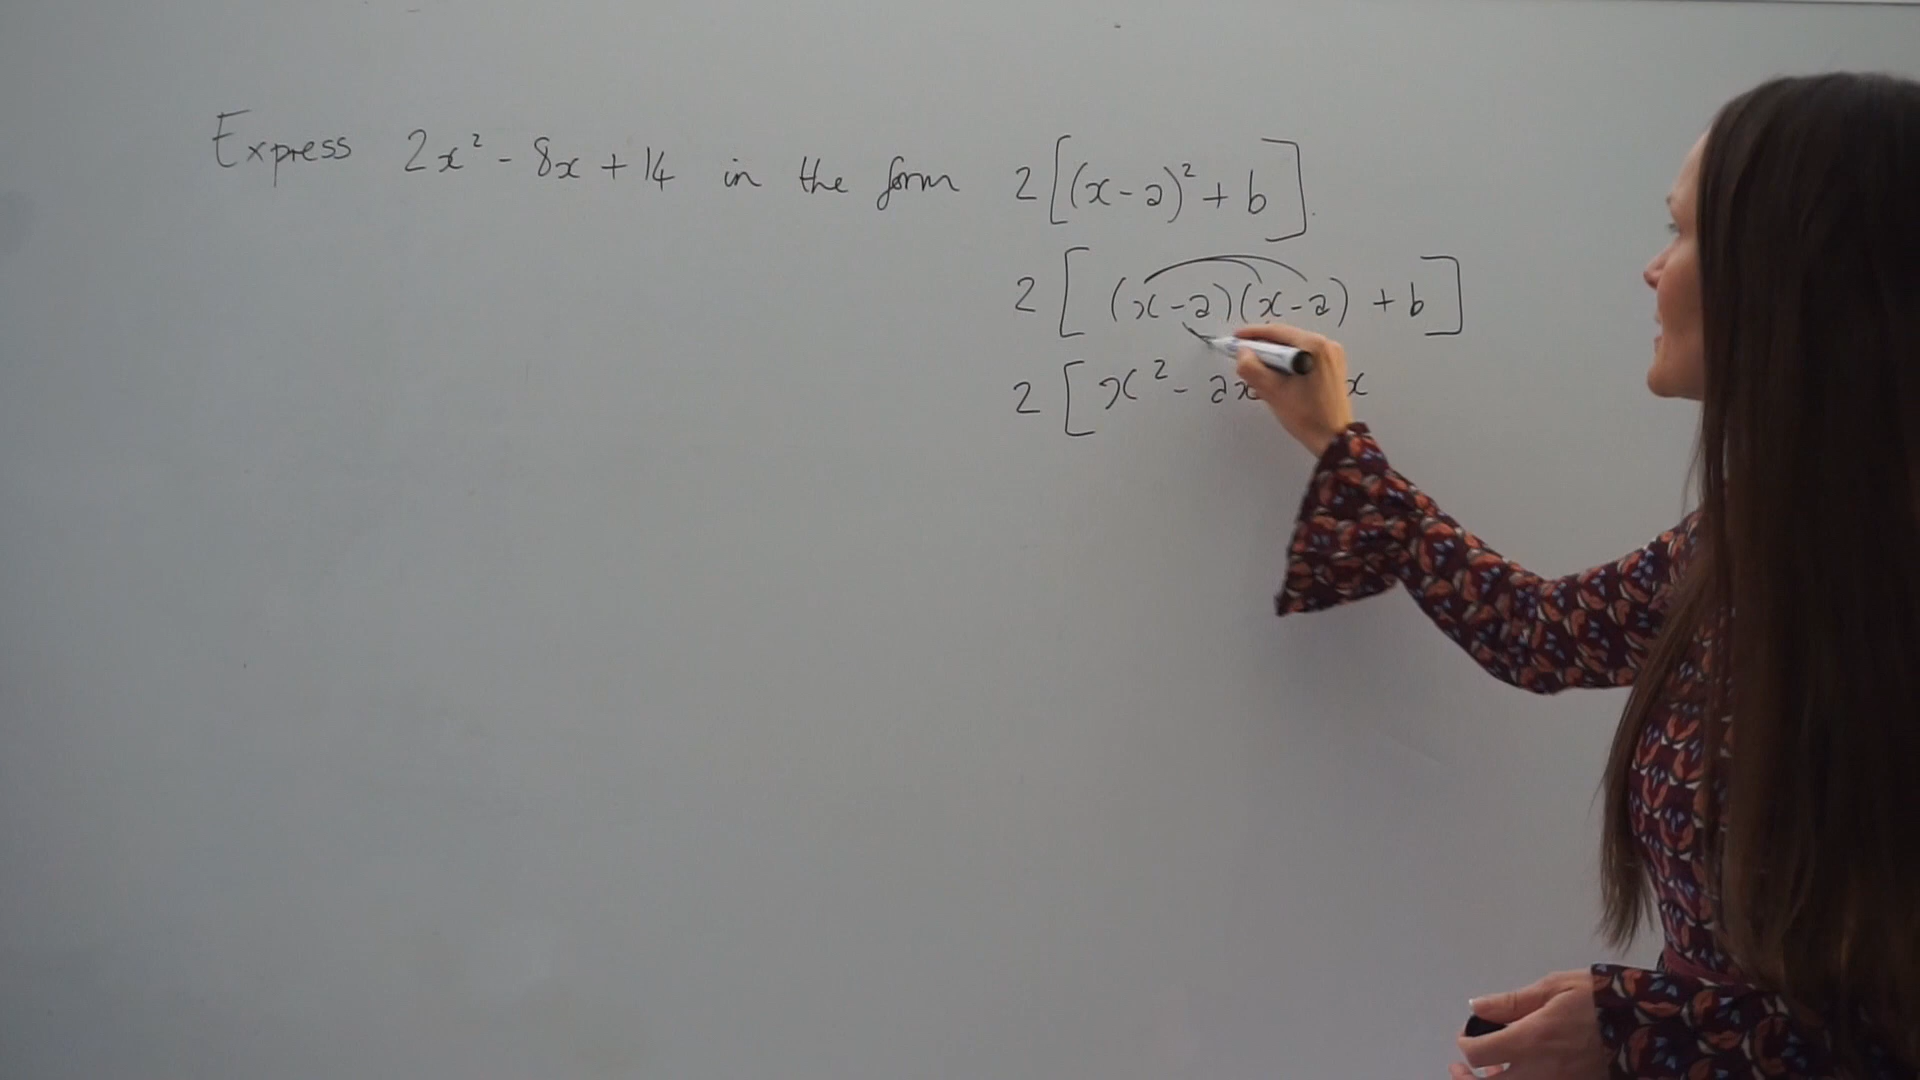 Express 2x² - 8x + 14 in the form 2[(x-a)² + b].
2[ (x-a)(x-a) + b]
2[x² - ax x